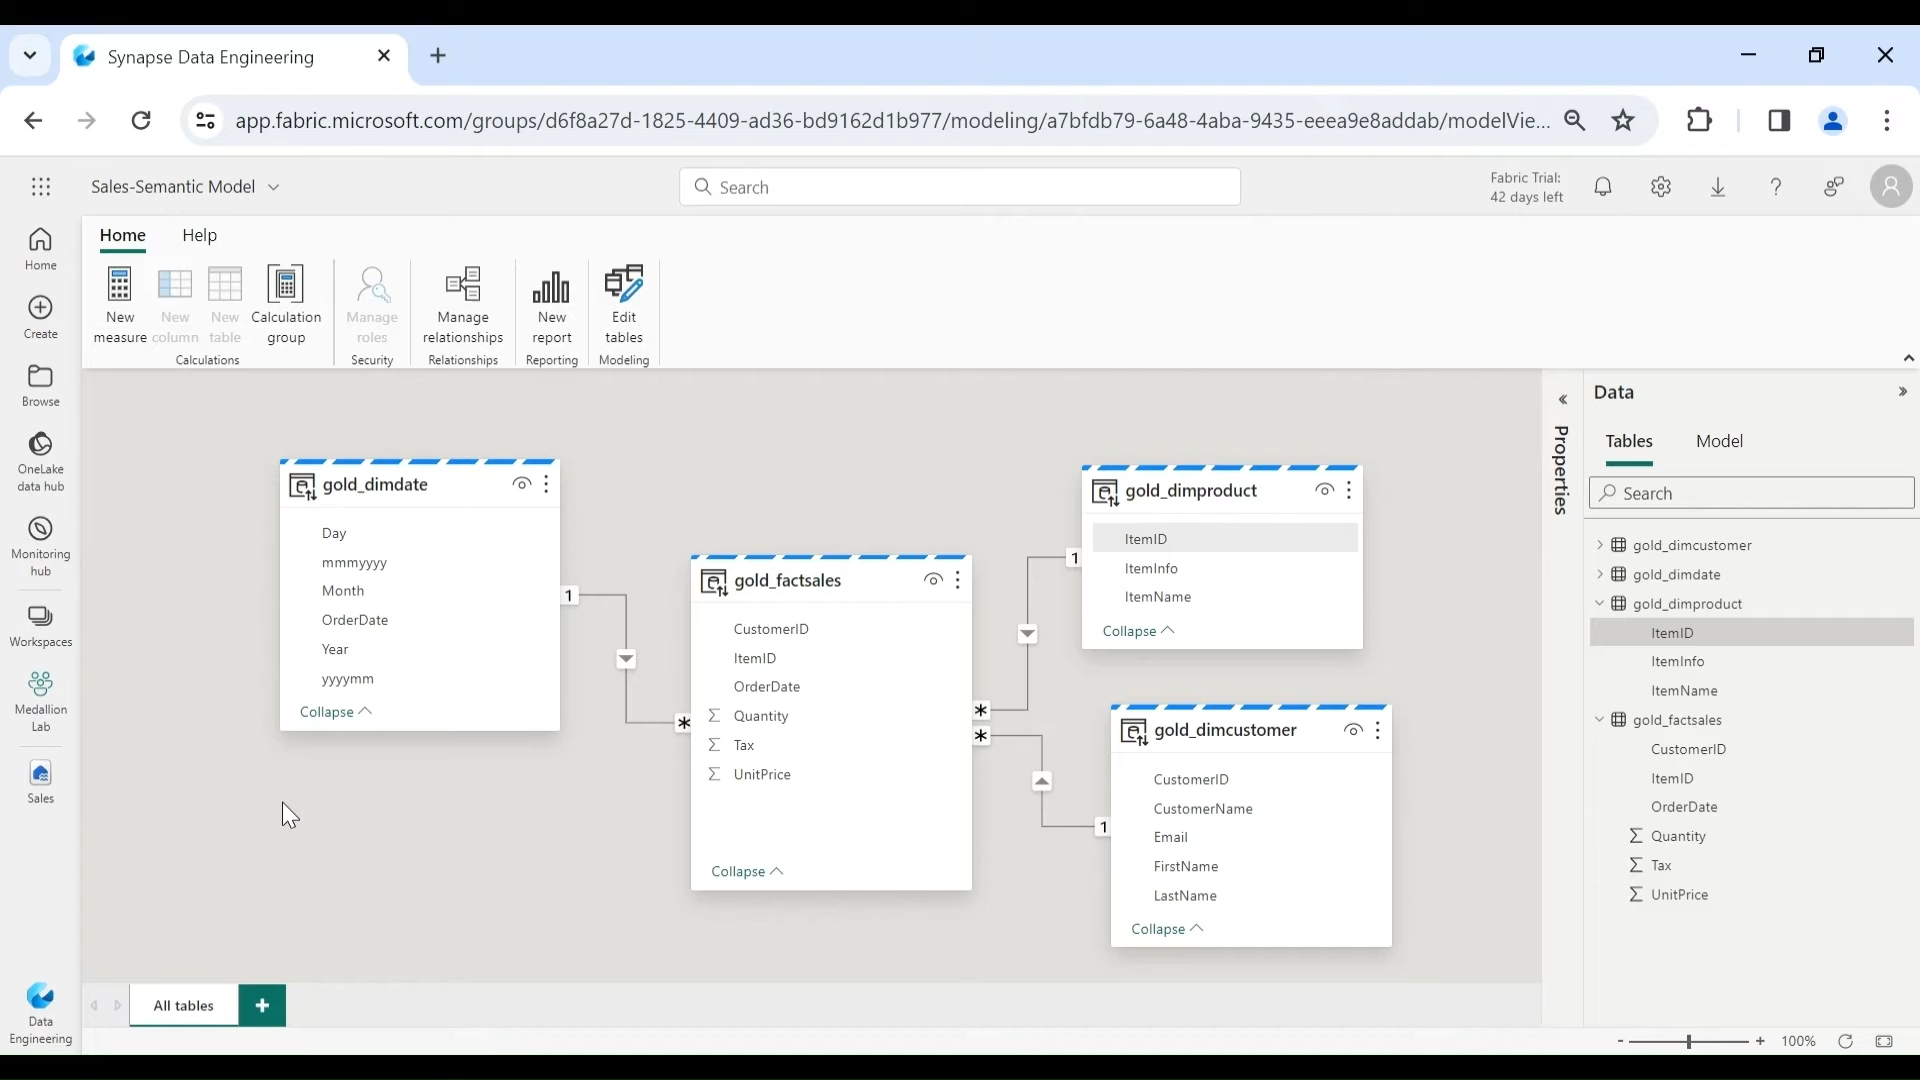 Synapse Data Engineering
app.fabric.microsoft.com/groups/d6f8a27d-1825-4409-ad36-bd9162d1b977/modeling/a7bfdb79-6a48-4aba-9435-eeea9e8addab/modelVie...
Sales-Semantic Model
Search
Fabric Trial:
42 days left
Home
Help
New
measure
New
column
New
table
Calculation
group
Calculations
Manage
roles
Security
Manage
relationships
Relationships
New
report
Reporting
Edit
tables
Modeling
Home
Create
Browse
OneLake
data hub
Monitoring
hub
Workspaces
Medallion
Lab
Sales
Data
Engineering
gold_dimdate
Day
mmmyyyy
Month
OrderDate
Year
yyyymm
Collapse
1
*
gold_factsales
CustomerID
ItemID
OrderDate
Σ Quantity
Σ Tax
Σ UnitPrice
Collapse
*
*
1
1
gold_dimproduct
ItemID
ItemInfo
ItemName
Collapse
gold_dimcustomer
CustomerID
CustomerName
Email
FirstName
LastName
Collapse
Properties
Data
Tables
Model
Search
gold_dimcustomer
gold_dimdate
gold_dimproduct
ItemID
ItemInfo
ItemName
gold_factsales
CustomerID
ItemID
OrderDate
Σ Quantity
Σ Tax
Σ UnitPrice
All tables
+
- + 100%